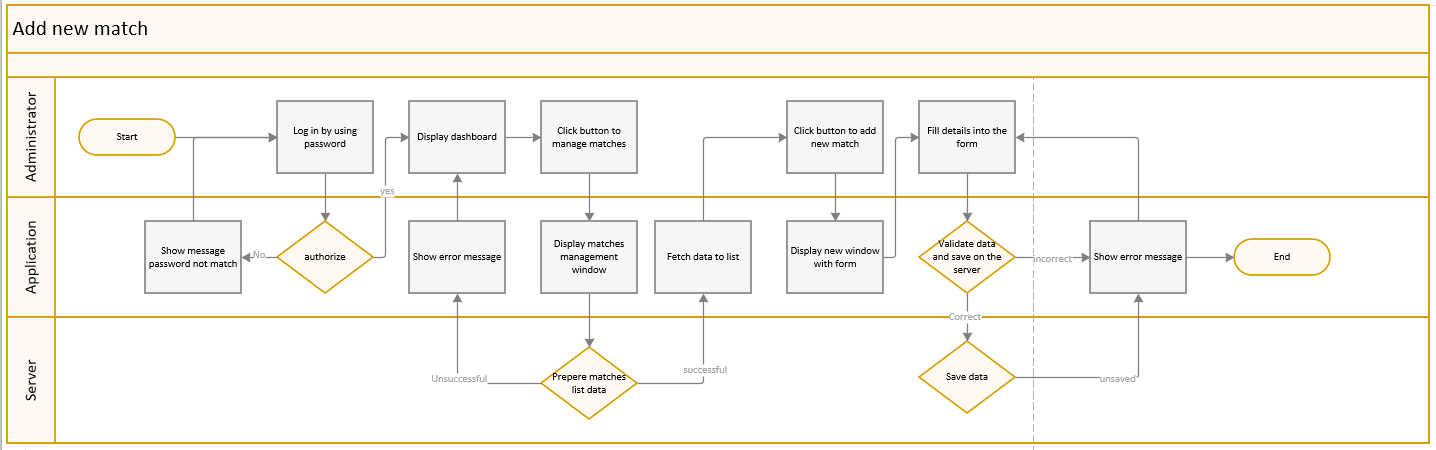 Add new match
Administrator
Start
Log in by using
password
Display dashboard
Click button to
manage matches
Click button to add
new match
Fill details into the
form
yes
Application
Show message
password not match
No
authorize
Show error message
Display matches
management
window
Fetch data to list
Display new window
with form
Validate data
and save on the
server
incorrect
Show error message
End
Correct
Server
Unsuccessful
Prepere matches
list data
successful
Save data
unsaved